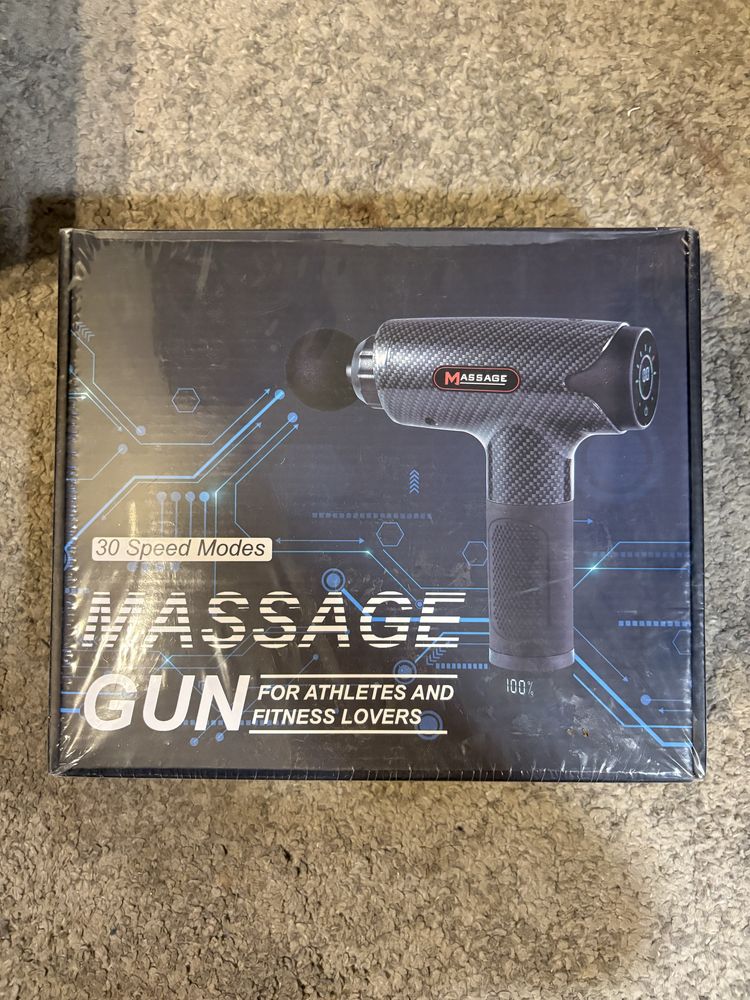 MASSAGE
30 Speed Modes
MASSAGE
GUN
FOR ATHLETES AND
FITNESS LOVERS
100%